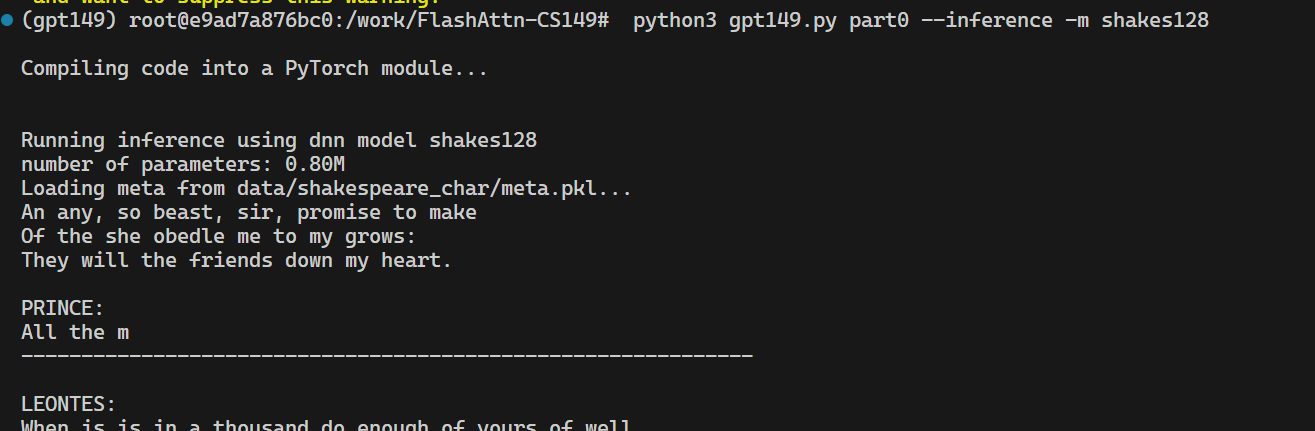 and want to suppress this warning.
(gpt149) root@e9ad7a876bc0:/work/FlashAttn-CS149#  python3 gpt149.py part0 --inference -m shakes128
Compiling code into a PyTorch module...
Running inference using dnn model shakes128
number of parameters: 0.80M
Loading meta from data/shakespeare_char/meta.pkl...
An any, so beast, sir, promise to make
Of the she obedle me to my grows:
They will the friends down my heart.
PRINCE:
All the m
-------------------------------------------------------------
LEONTES:
When is is in a thousand do enough of yours of well